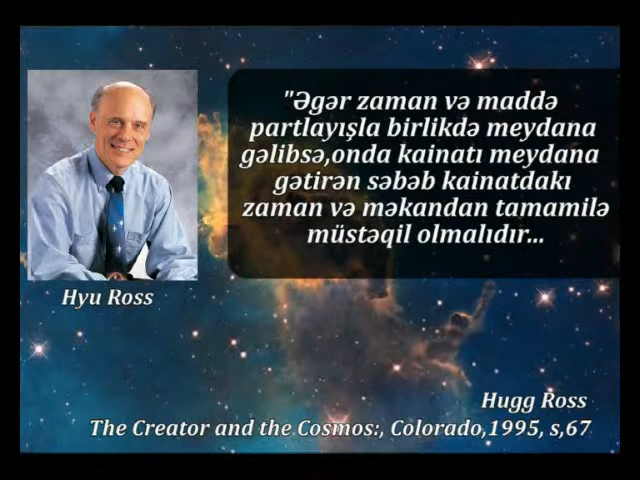 "Əgər zaman və maddə
partlayışla birlikdə meydana
gəlibsə,onda kainatı meydana
gətirən səbəb kainatdakı
zaman və məkandan tamamilə
müstəqil olmalıdır...
Hyu Ross
Hugg Ross
The Creator and the Cosmos:, Colorado,1995, s,67